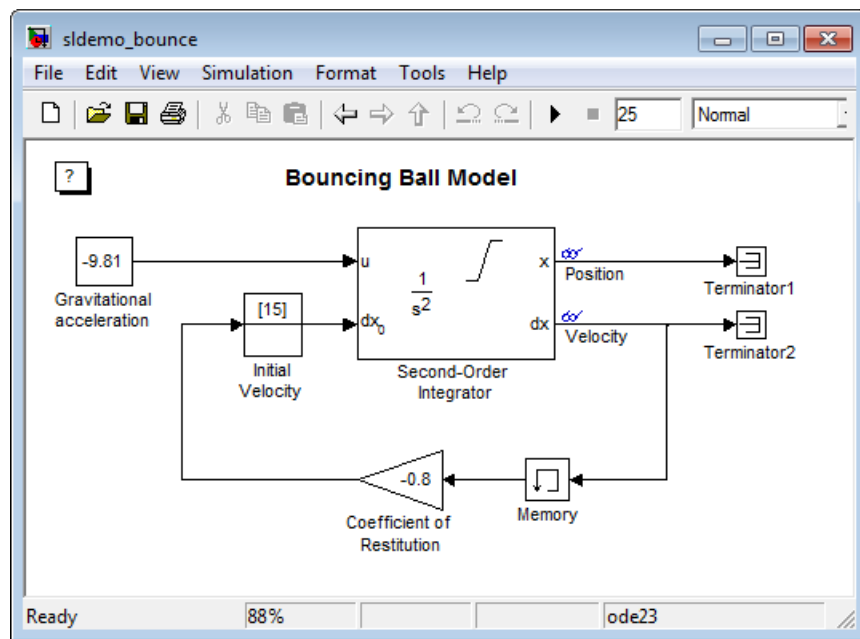 sldemo_bounce
File Edit View Simulation Format Tools Help
25 Normal
?
Bouncing Ball Model
-9.81
Gravitational
acceleration
[15]
Initial
Velocity
u
dx0
1
s2
x
dx
Second-Order
Integrator
Position
Velocity
Terminator1
Terminator2
-0.8
Coefficient of
Restitution
Memory
Ready 88% ode23